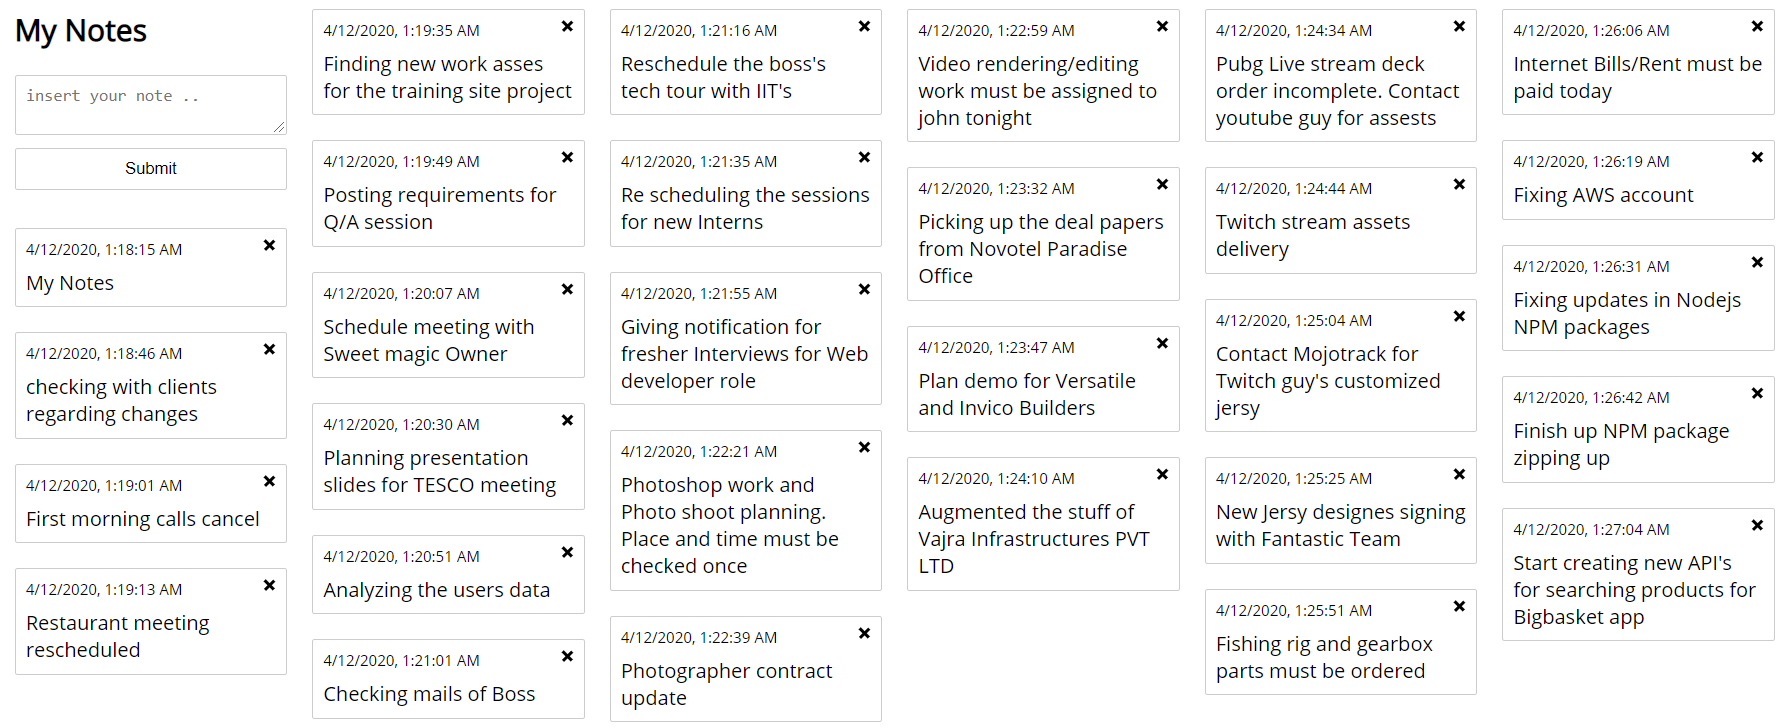 My Notes
insert your note ..
Submit
4/12/2020, 1:18:15 AM
My Notes
4/12/2020, 1:18:46 AM
checking with clients
regarding changes
4/12/2020, 1:19:01 AM
First morning calls cancel
4/12/2020, 1:19:13 AM
Restaurant meeting
rescheduled
4/12/2020, 1:19:35 AM
Finding new work asses
for the training site project
4/12/2020, 1:19:49 AM
Posting requirements for
Q/A session
4/12/2020, 1:20:07 AM
Schedule meeting with
Sweet magic Owner
4/12/2020, 1:20:30 AM
Planning presentation
slides for TESCO meeting
4/12/2020, 1:20:51 AM
Analyzing the users data
4/12/2020, 1:21:01 AM
Checking mails of Boss
4/12/2020, 1:21:16 AM
Reschedule the boss's
tech tour with IIT's
4/12/2020, 1:21:35 AM
Re scheduling the sessions
for new Interns
4/12/2020, 1:21:55 AM
Giving notification for
fresher Interviews for Web
developer role
4/12/2020, 1:22:21 AM
Photoshop work and
Photo shoot planning.
Place and time must be
checked once
4/12/2020, 1:22:39 AM
Photographer contract
update
4/12/2020, 1:22:59 AM
Video rendering/editing
work must be assigned to
john tonight
4/12/2020, 1:23:32 AM
Picking up the deal papers
from Novotel Paradise
Office
4/12/2020, 1:23:47 AM
Plan demo for Versatile
and Invico Builders
4/12/2020, 1:24:10 AM
Augmented the stuff of
Vajra Infrastructures PVT
LTD
4/12/2020, 1:24:34 AM
Pubg Live stream deck
order incomplete. Contact
youtube guy for assests
4/12/2020, 1:24:44 AM
Twitch stream assets
delivery
4/12/2020, 1:25:04 AM
Contact Mojotrack for
Twitch guy's customized
jersy
4/12/2020, 1:25:25 AM
New Jersy designes signing
with Fantastic Team
4/12/2020, 1:25:51 AM
Fishing rig and gearbox
parts must be ordered
4/12/2020, 1:26:06 AM
Internet Bills/Rent must be
paid today
4/12/2020, 1:26:19 AM
Fixing AWS account
4/12/2020, 1:26:31 AM
Fixing updates in Nodejs
NPM packages
4/12/2020, 1:26:42 AM
Finish up NPM package
zipping up
4/12/2020, 1:27:04 AM
Start creating new API's
for searching products for
Bigbasket app